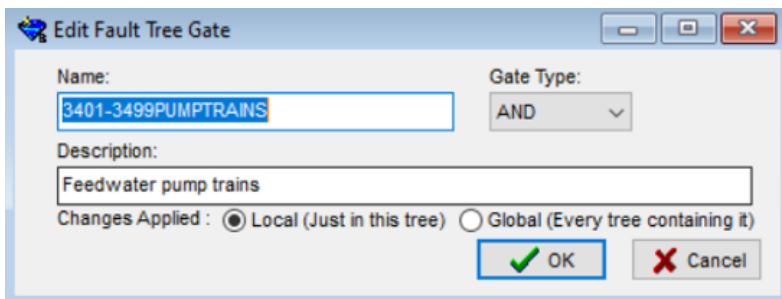 Edit Fault Tree Gate
Name: Gate Type:
3401-3499PUMPTRAINS AND
Description:
Feedwater pump trains
Changes Applied : Local (Just in this tree) Global (Every tree containing it)
OK Cancel